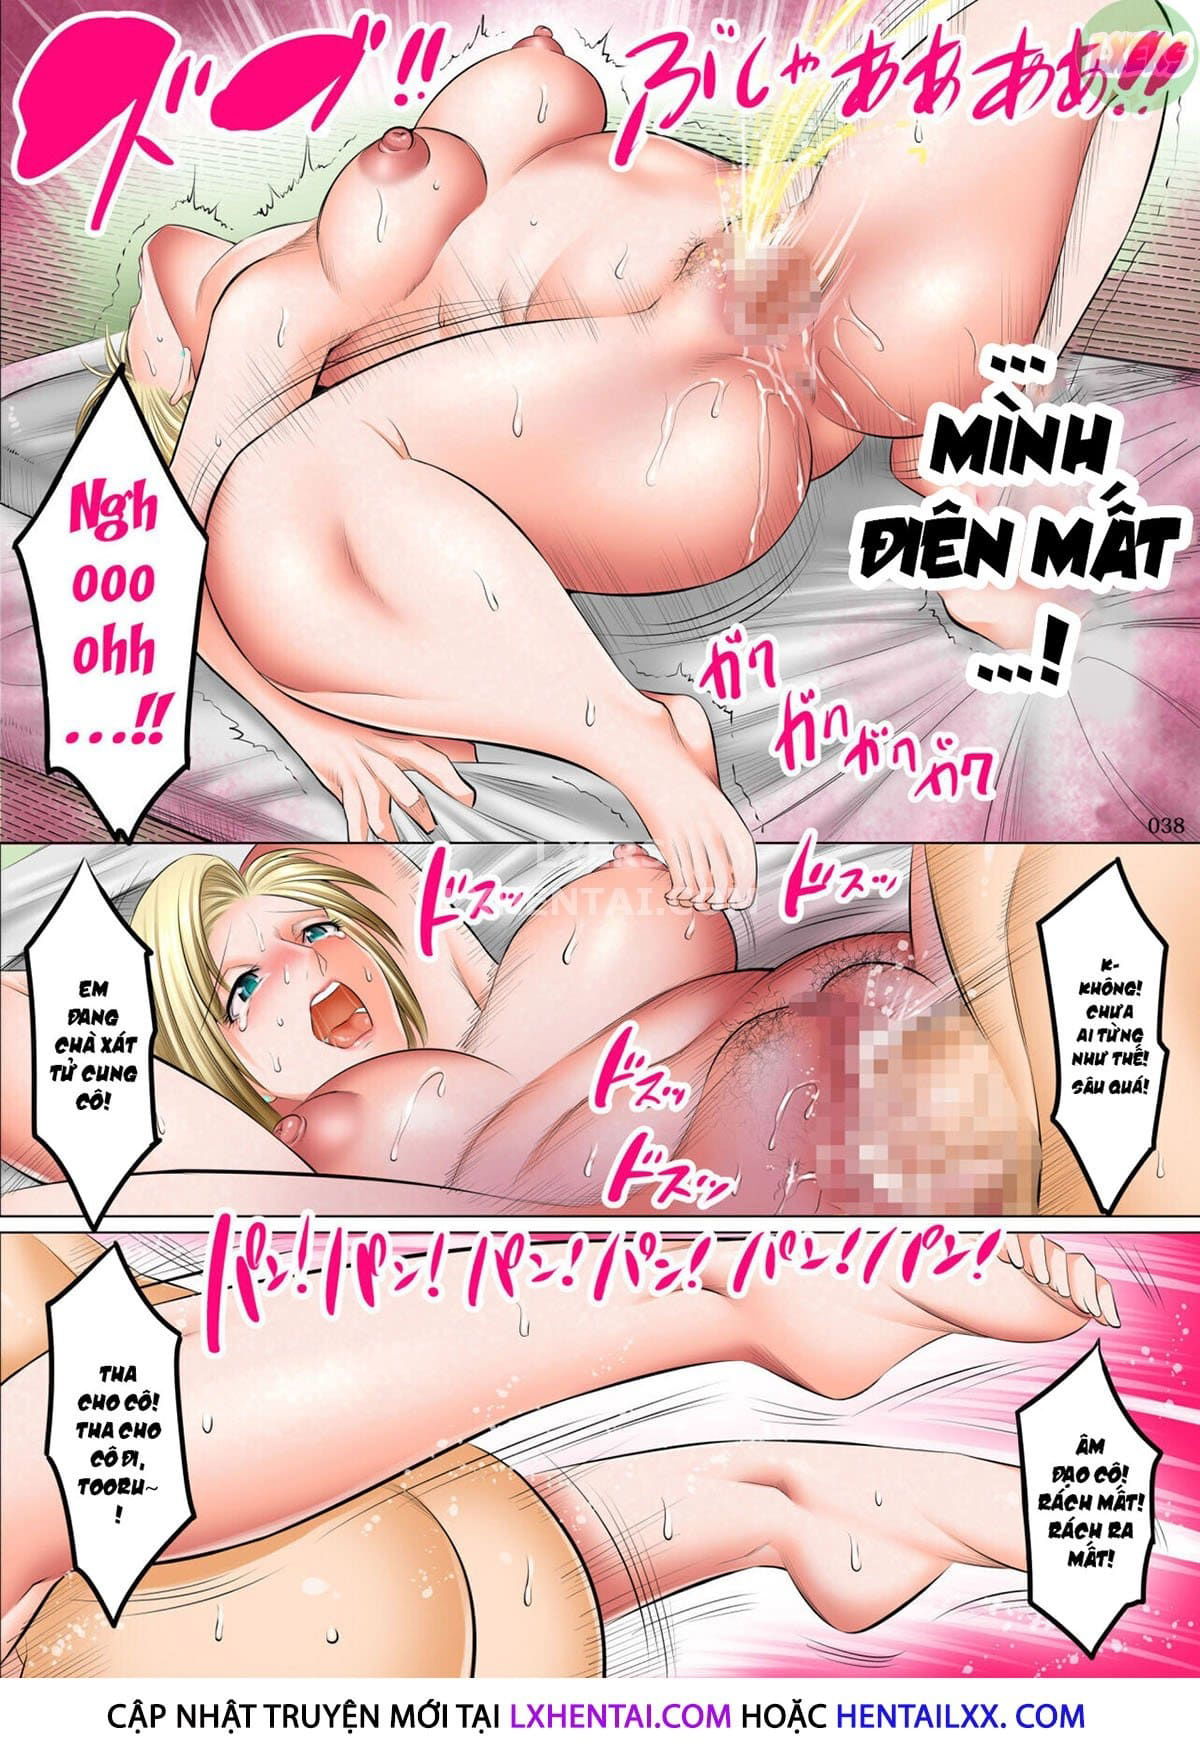 ズブ!!
ぶしゃああああ!!
...
MÌNH
ĐIÊN MẤT
...!
Ngh
ooo
ohh
...!!
ガク
ガク
ガク
ガク
038
LXERS
HENTAI.COM
ドスッ
ドスッ
K-
KHÔNG!
CHƯA
AI TỪNG
NHƯ THẾ!
SÂU QUÁ!
EM
ĐANG
CHÀ XÁT
TỬ CUNG
CÔ!
ドスッ
ドスッ
パン! パン! パン! パン! パン! パン!
THA
CHO CÔ!
THA CHO
CÔ ĐI,
TOORU~
!
ÂM
ĐẠO CÔ!
RÁCH MẤT!
RÁCH RA
MẤT!
CẬP NHẬT TRUYỆN MỚI TẠI LXHENTAI.COM HOẶC HENTAILXX. COM